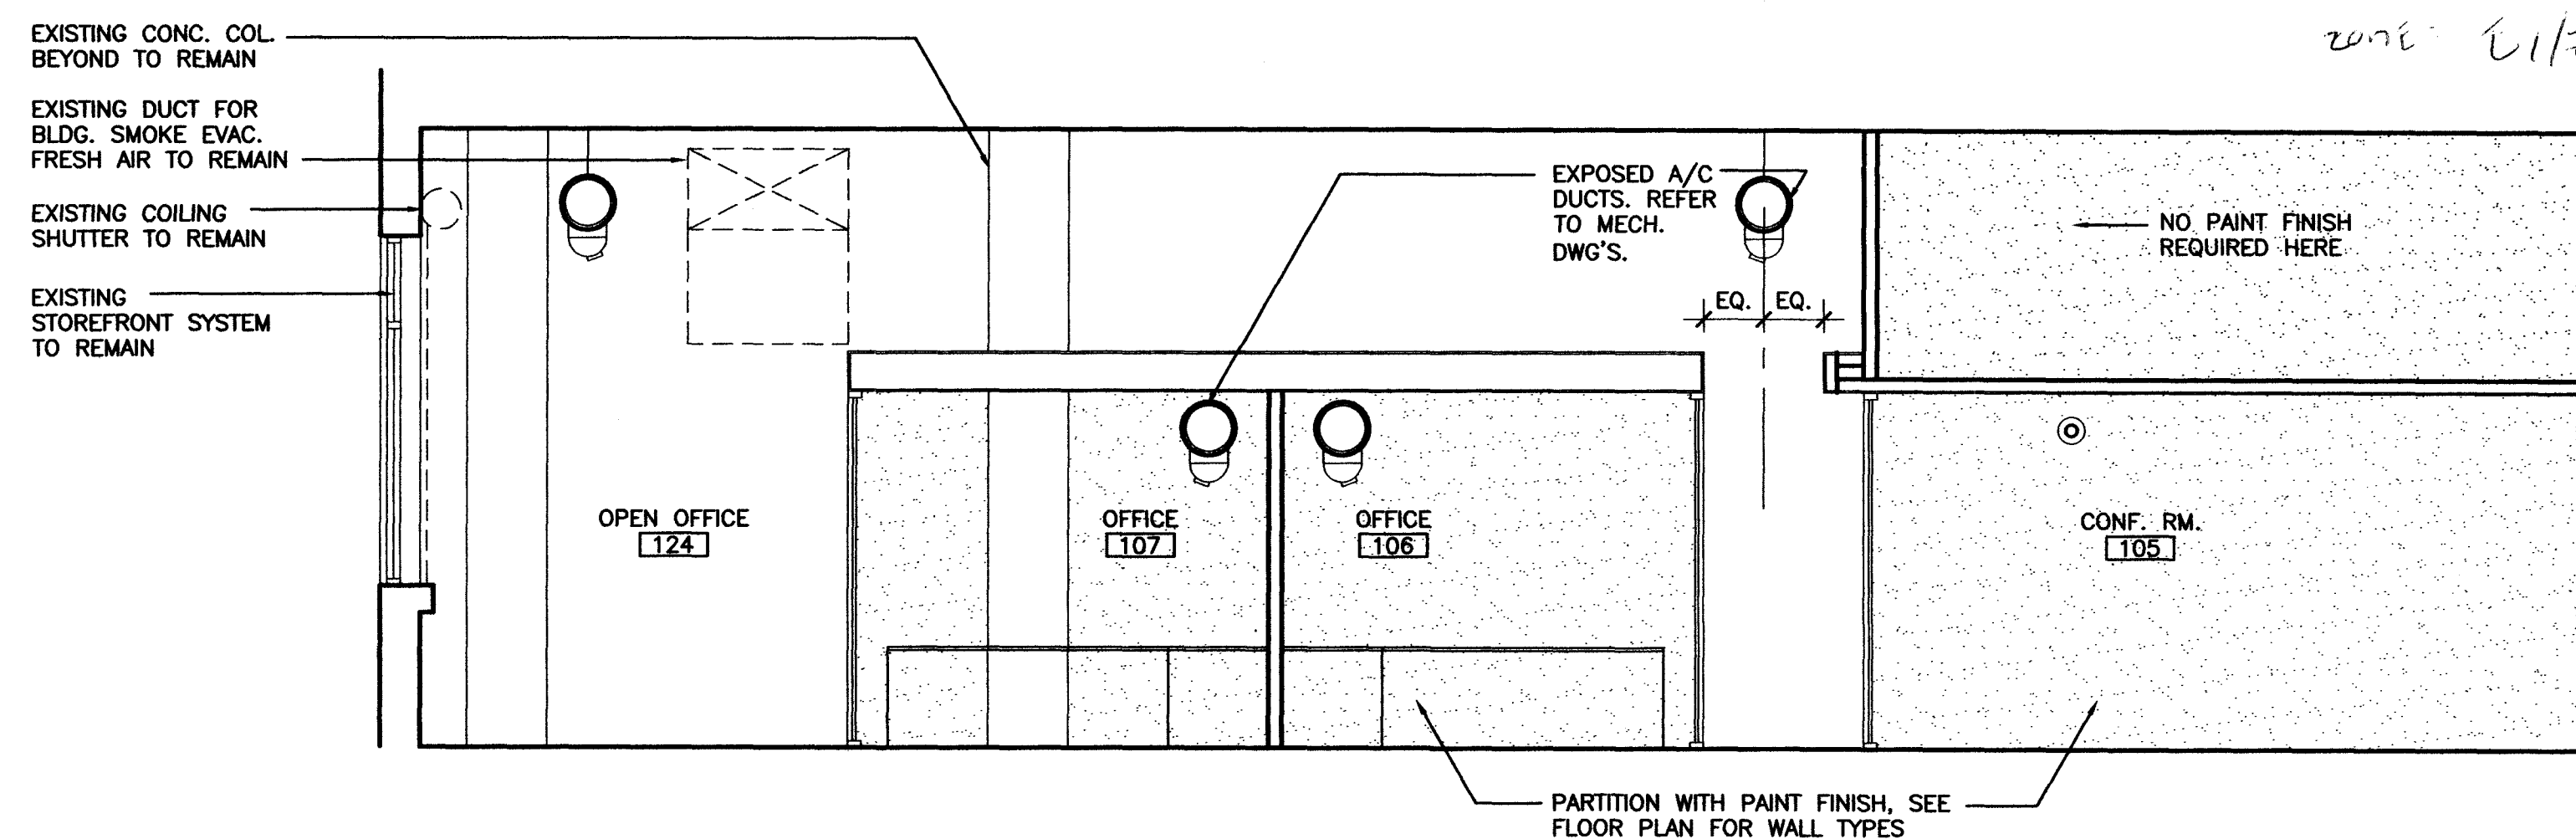 EXISTING CONC. COL.
BEYOND TO REMAIN
EXISTING DUCT FOR
BLDG. SMOKE EVAC.
FRESH AIR TO REMAIN
EXISTING COILING
SHUTTER TO REMAIN
EXISTING
STOREFRONT SYSTEM
TO REMAIN
EXPOSED A/C
DUCTS. REFER
TO MECH.
DWG'S.
EQ. EQ.
NO PAINT FINISH
REQUIRED HERE
OPEN OFFICE
124
OFFICE
107
OFFICE
106
CONF. RM.
105
PARTITION WITH PAINT FINISH, SEE
FLOOR PLAN FOR WALL TYPES